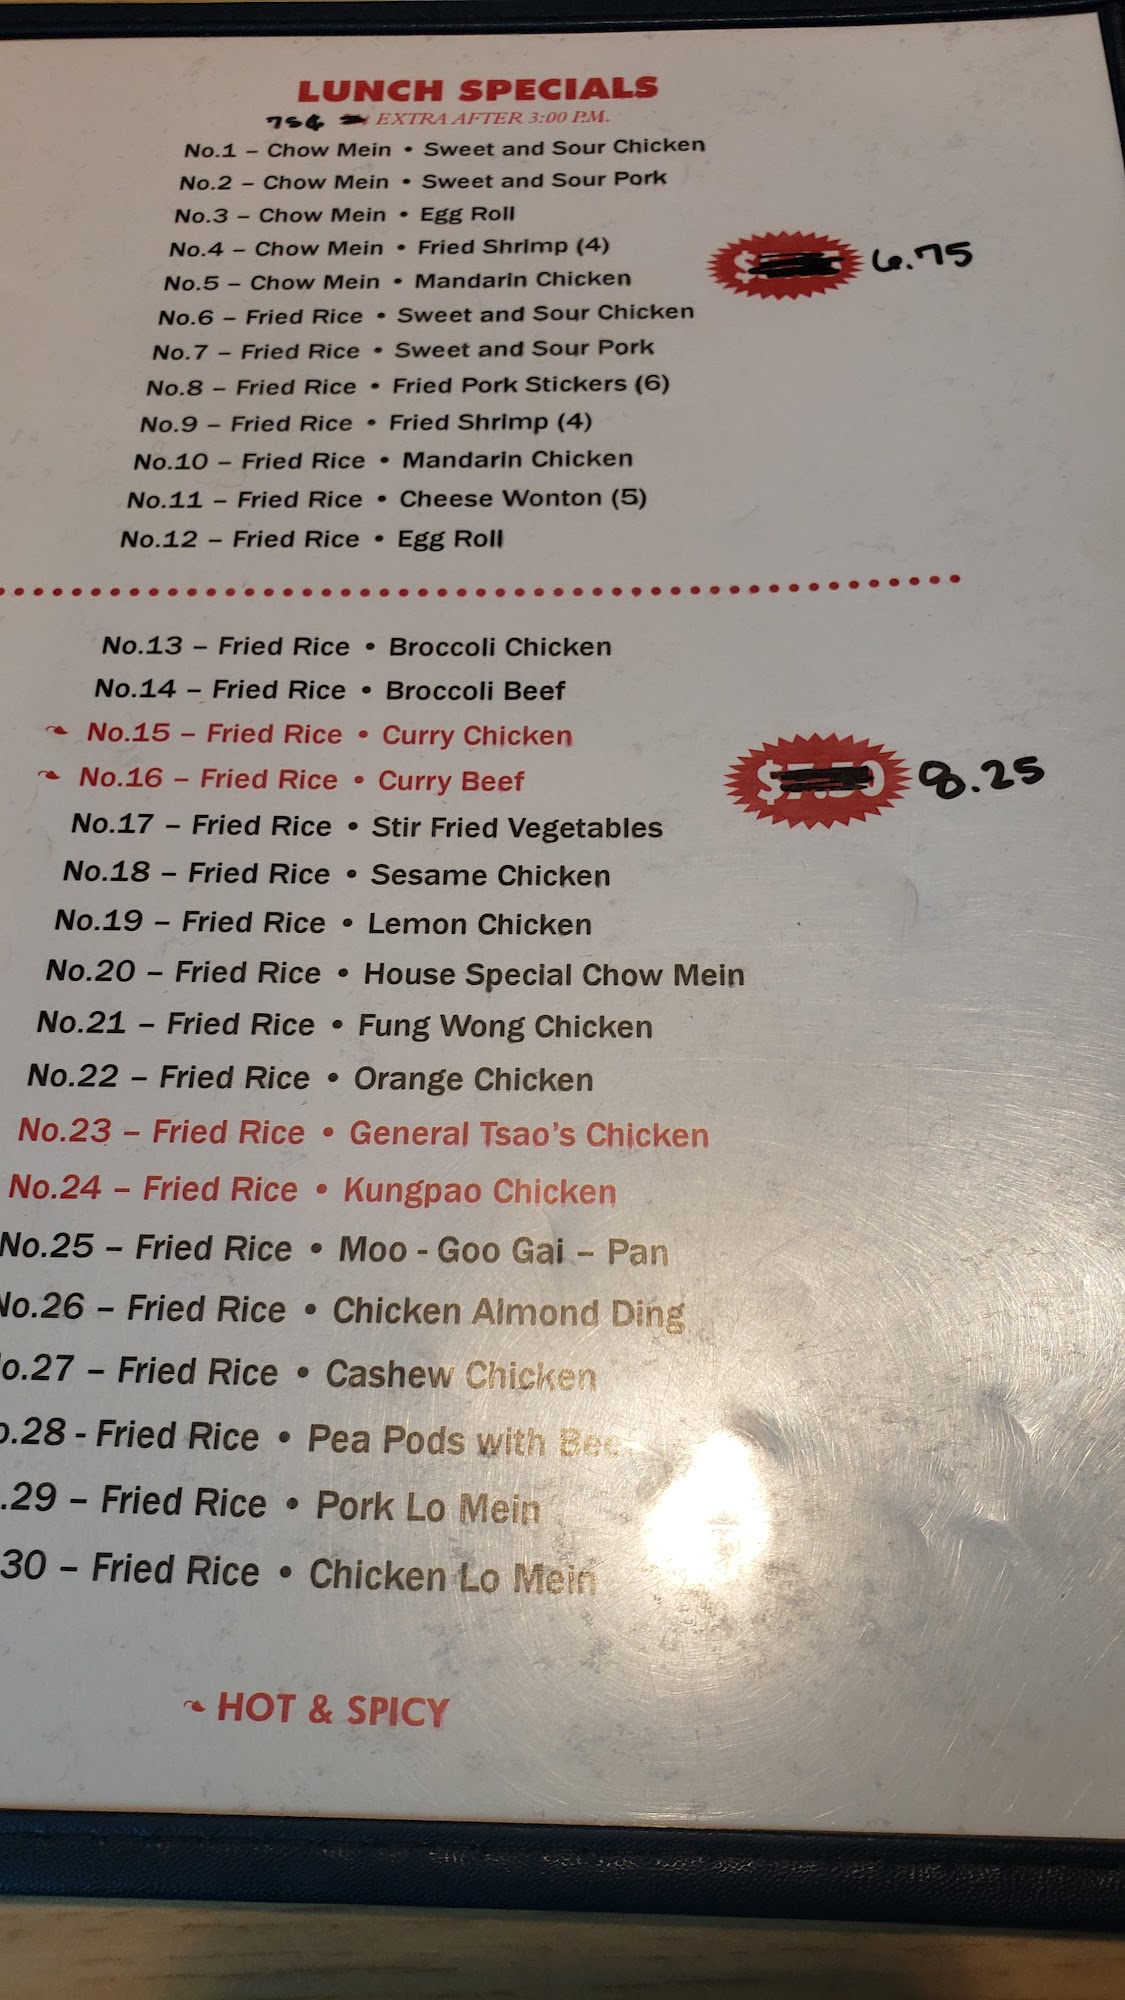 LUNCH SPECIALS
75¢ EXTRA AFTER 3:00 P.M.
No.1 – Chow Mein • Sweet and Sour Chicken
No.2 – Chow Mein • Sweet and Sour Pork
No.3 – Chow Mein • Egg Roll
No.4 – Chow Mein • Fried Shrimp (4)
$ 6.75
No.5 – Chow Mein • Mandarin Chicken
No.6 – Fried Rice • Sweet and Sour Chicken
No.7 – Fried Rice • Sweet and Sour Pork
No.8 – Fried Rice • Fried Pork Stickers (6)
No.9 – Fried Rice • Fried Shrimp (4)
No.10 – Fried Rice • Mandarin Chicken
No.11 – Fried Rice • Cheese Wonton (5)
No.12 – Fried Rice • Egg Roll
No.13 – Fried Rice • Broccoli Chicken
No.14 – Fried Rice • Broccoli Beef
No.15 – Fried Rice • Curry Chicken
No.16 – Fried Rice • Curry Beef
$7.50 8.25
No.17 – Fried Rice • Stir Fried Vegetables
No.18 – Fried Rice • Sesame Chicken
No.19 – Fried Rice • Lemon Chicken
No.20 – Fried Rice • House Special Chow Mein
No.21 – Fried Rice • Fung Wong Chicken
No.22 – Fried Rice • Orange Chicken
No.23 – Fried Rice • General Tsao's Chicken
No.24 – Fried Rice • Kungpao Chicken
No.25 – Fried Rice • Moo - Goo Gai – Pan
No.26 – Fried Rice • Chicken Almond Ding
o.27 – Fried Rice • Cashew Chicken
o.28 - Fried Rice • Pea Pods with Bee
.29 – Fried Rice • Pork Lo Mein
30 – Fried Rice • Chicken Lo Mein
HOT & SPICY